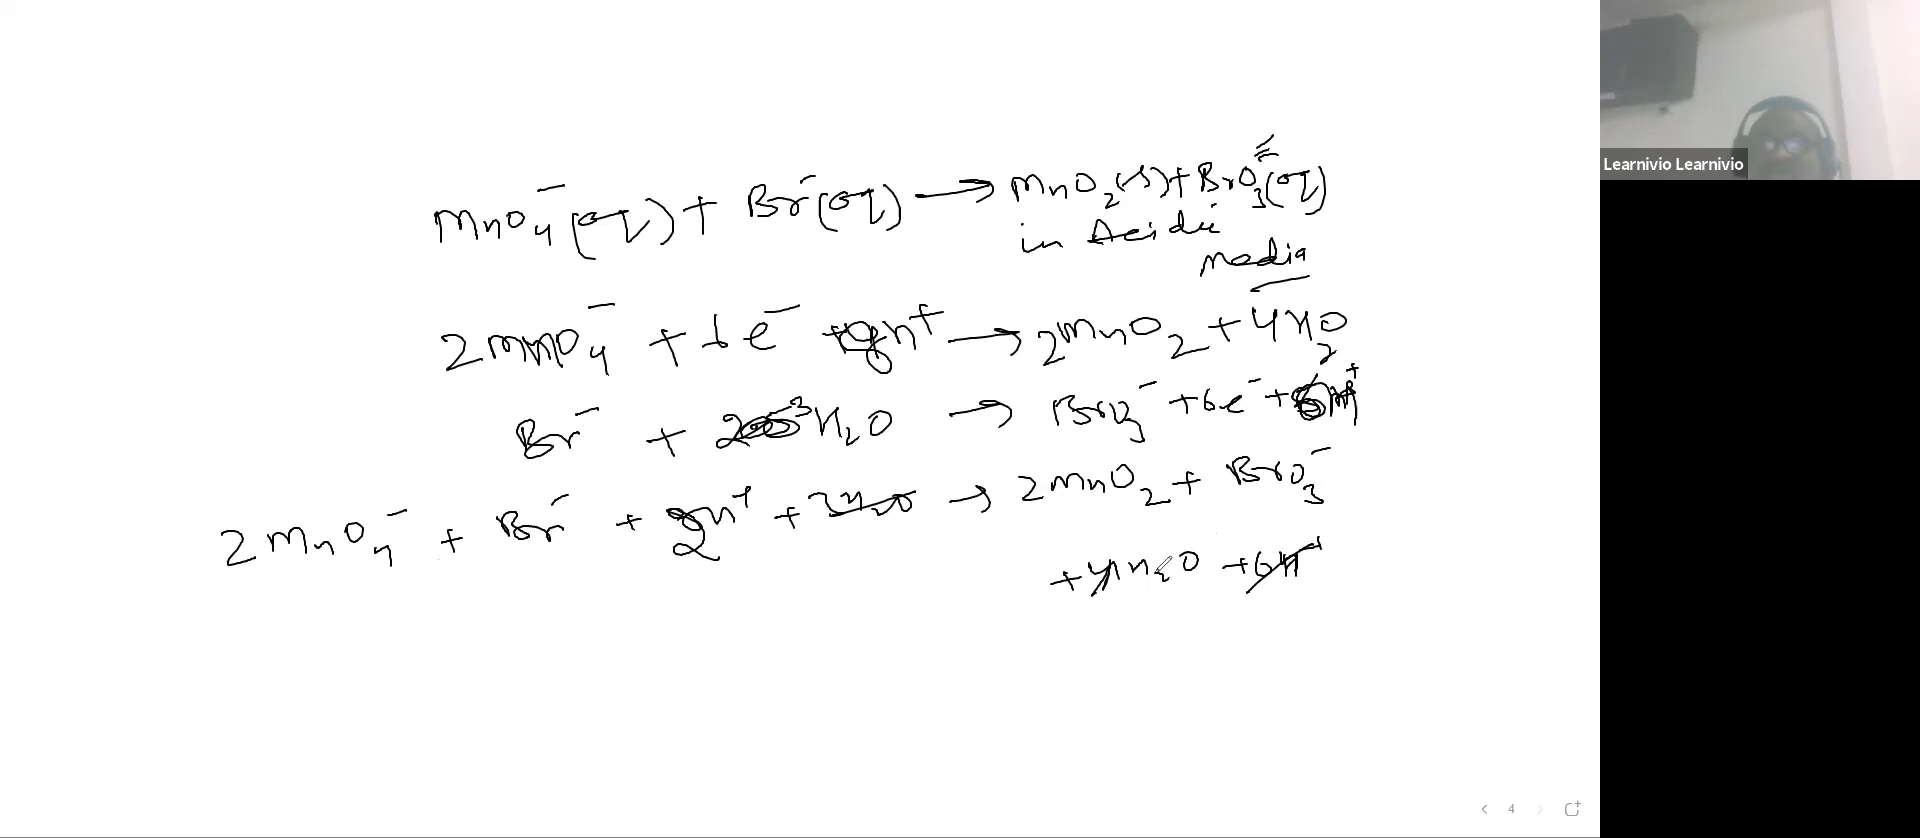 MnO₄⁻(aq) + Br⁻(aq) → MnO₂(s) + BrO₃⁻(aq)
in Acidic
media
2MnO₄⁻ + 6e⁻ + 8H⁺ → 2MnO₂ + 4H₂O
Br⁻ + 3H₂O → BrO₃⁻ + 6e⁻ + 6H⁺
2MnO₄⁻ + Br⁻ + 2H⁺ + 3H₂O → 2MnO₂ + BrO₃⁻
+ H₂O + 6H⁺
Learnivio Learnivio
4